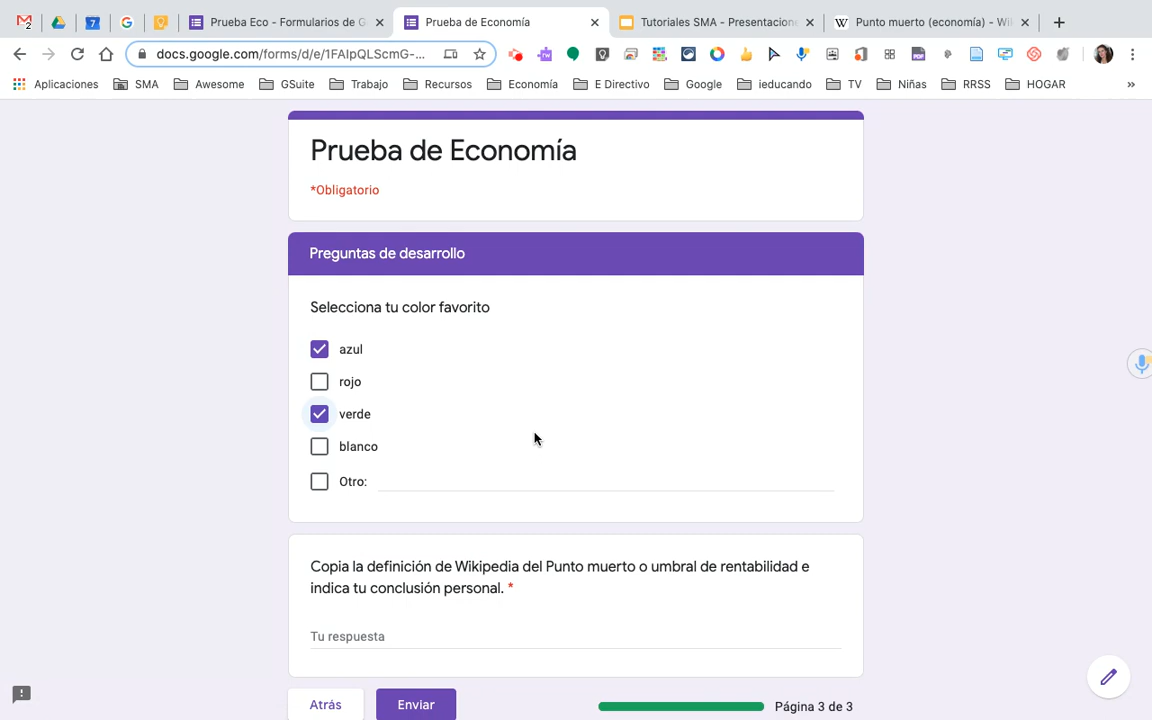 Prueba Eco - Formularios de G
Prueba de Economía
Tutoriales SMA - Presentacione
Punto muerto (economía) - Wi
docs.google.com/forms/d/e/1FAIpQLScmG-...
Aplicaciones
SMA
Awesome
GSuite
Trabajo
Recursos
Economía
E Directivo
Google
ieducando
TV
Niñas
RRSS
HOGAR
»
Prueba de Economía
*Obligatorio
Preguntas de desarrollo
Selecciona tu color favorito
azul
rojo
verde
blanco
Otro:
Copia la definición de Wikipedia del Punto muerto o umbral de rentabilidad e
indica tu conclusión personal. *
Tu respuesta
Atrás
Enviar
Página 3 de 3